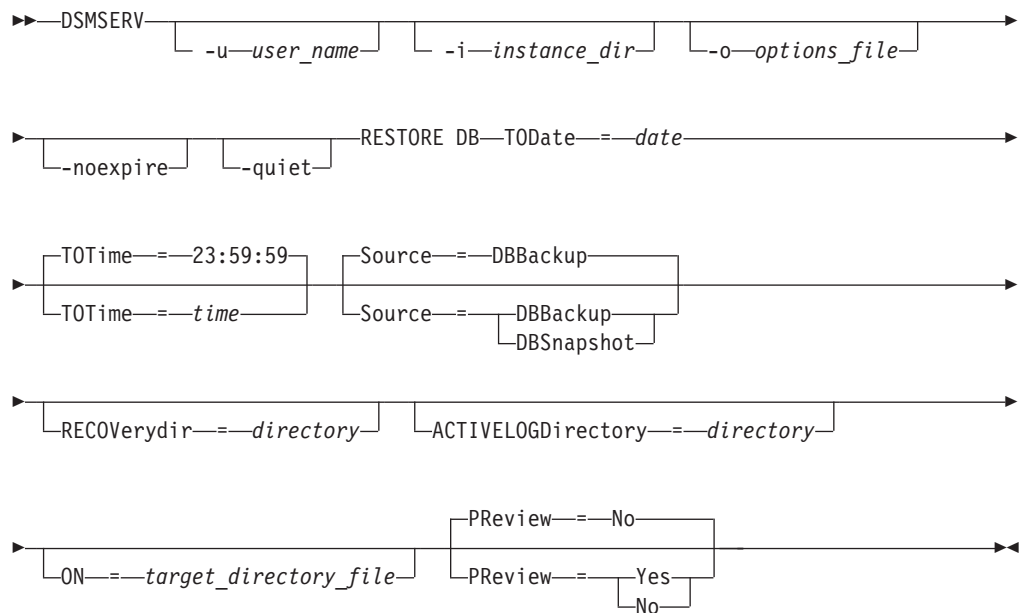 DSMSERV
-u user_name -i instance_dir -o options_file
RESTORE DB TODate = date
-noexpire -quiet
TOTime = 23:59:59 Source = DBBackup
TOTime = time Source = DBBackup
DBSnapshot
RECOVerydir = directory ACTIVELOGDirectory = directory
PReview = No
ON = target_directory_file PReview = Yes
No